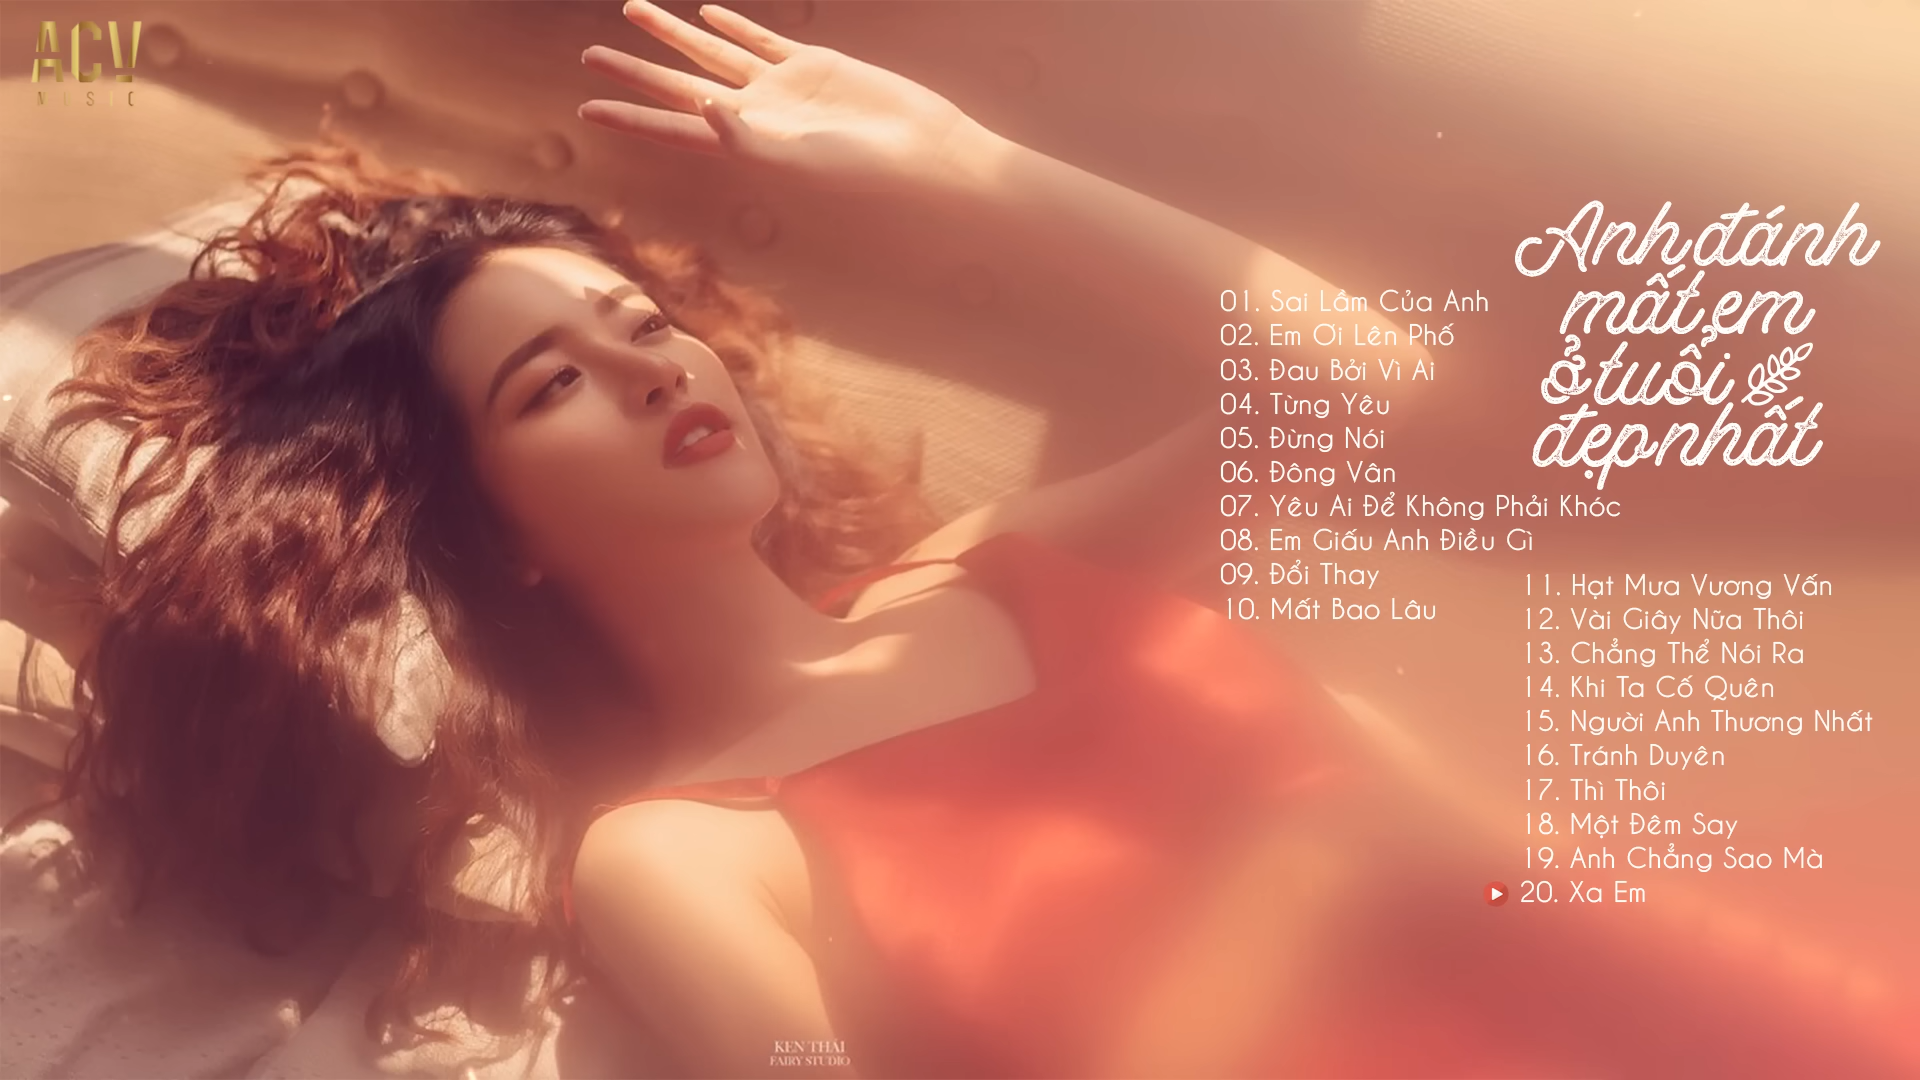 ACV
MUSIC
Anh đánh
mất em
ở tuổi
đẹp nhất
01. Sai Lầm Của Anh
02. Em Ơi Lên Phố
03. Đau Bởi Vì Ai
04. Từng Yêu
05. Đừng Nói
06. Đông Vân
07. Yêu Ai Để Không Phải Khóc
08. Em Giấu Anh Điều Gì
09. Đổi Thay
10. Mất Bao Lâu
11. Hạt Mưa Vương Vấn
12. Vài Giây Nữa Thôi
13. Chẳng Thể Nói Ra
14. Khi Ta Cố Quên
15. Người Anh Thương Nhất
16. Tránh Duyên
17. Thì Thôi
18. Một Đêm Say
19. Anh Chẳng Sao Mà
20. Xa Em
KEN THÁI
FAIRY STUDIO